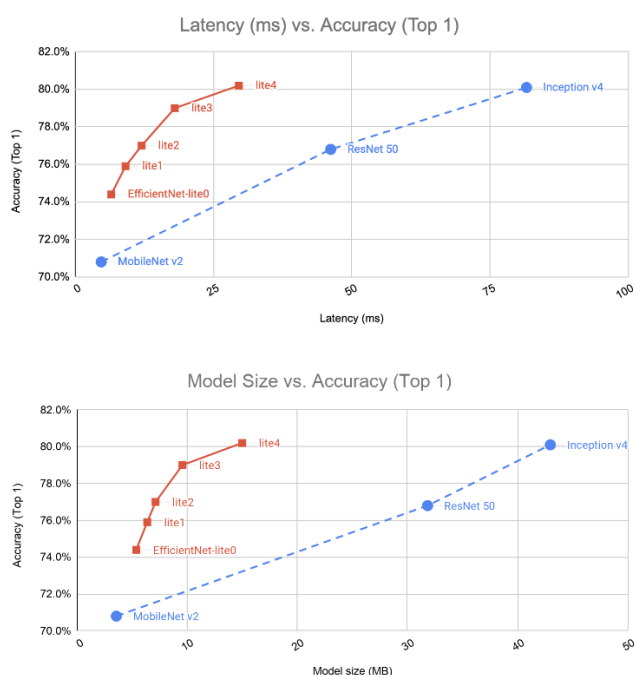 Latency (ms) vs. Accuracy (Top 1)
82.0%
80.0%
78.0%
76.0%
74.0%
72.0%
70.0%
Accuracy (Top 1)
lite4
Inception v4
lite3
lite2
ResNet 50
lite1
EfficientNet-lite0
MobileNet v2
0
25
50
75
100
Latency (ms)
Model Size vs. Accuracy (Top 1)
82.0%
80.0%
78.0%
76.0%
74.0%
72.0%
70.0%
Accuracy (Top 1)
lite4
Inception v4
lite3
lite2
ResNet 50
lite1
EfficientNet-lite0
MobileNet v2
0
10
20
30
40
50
Model size (MB)